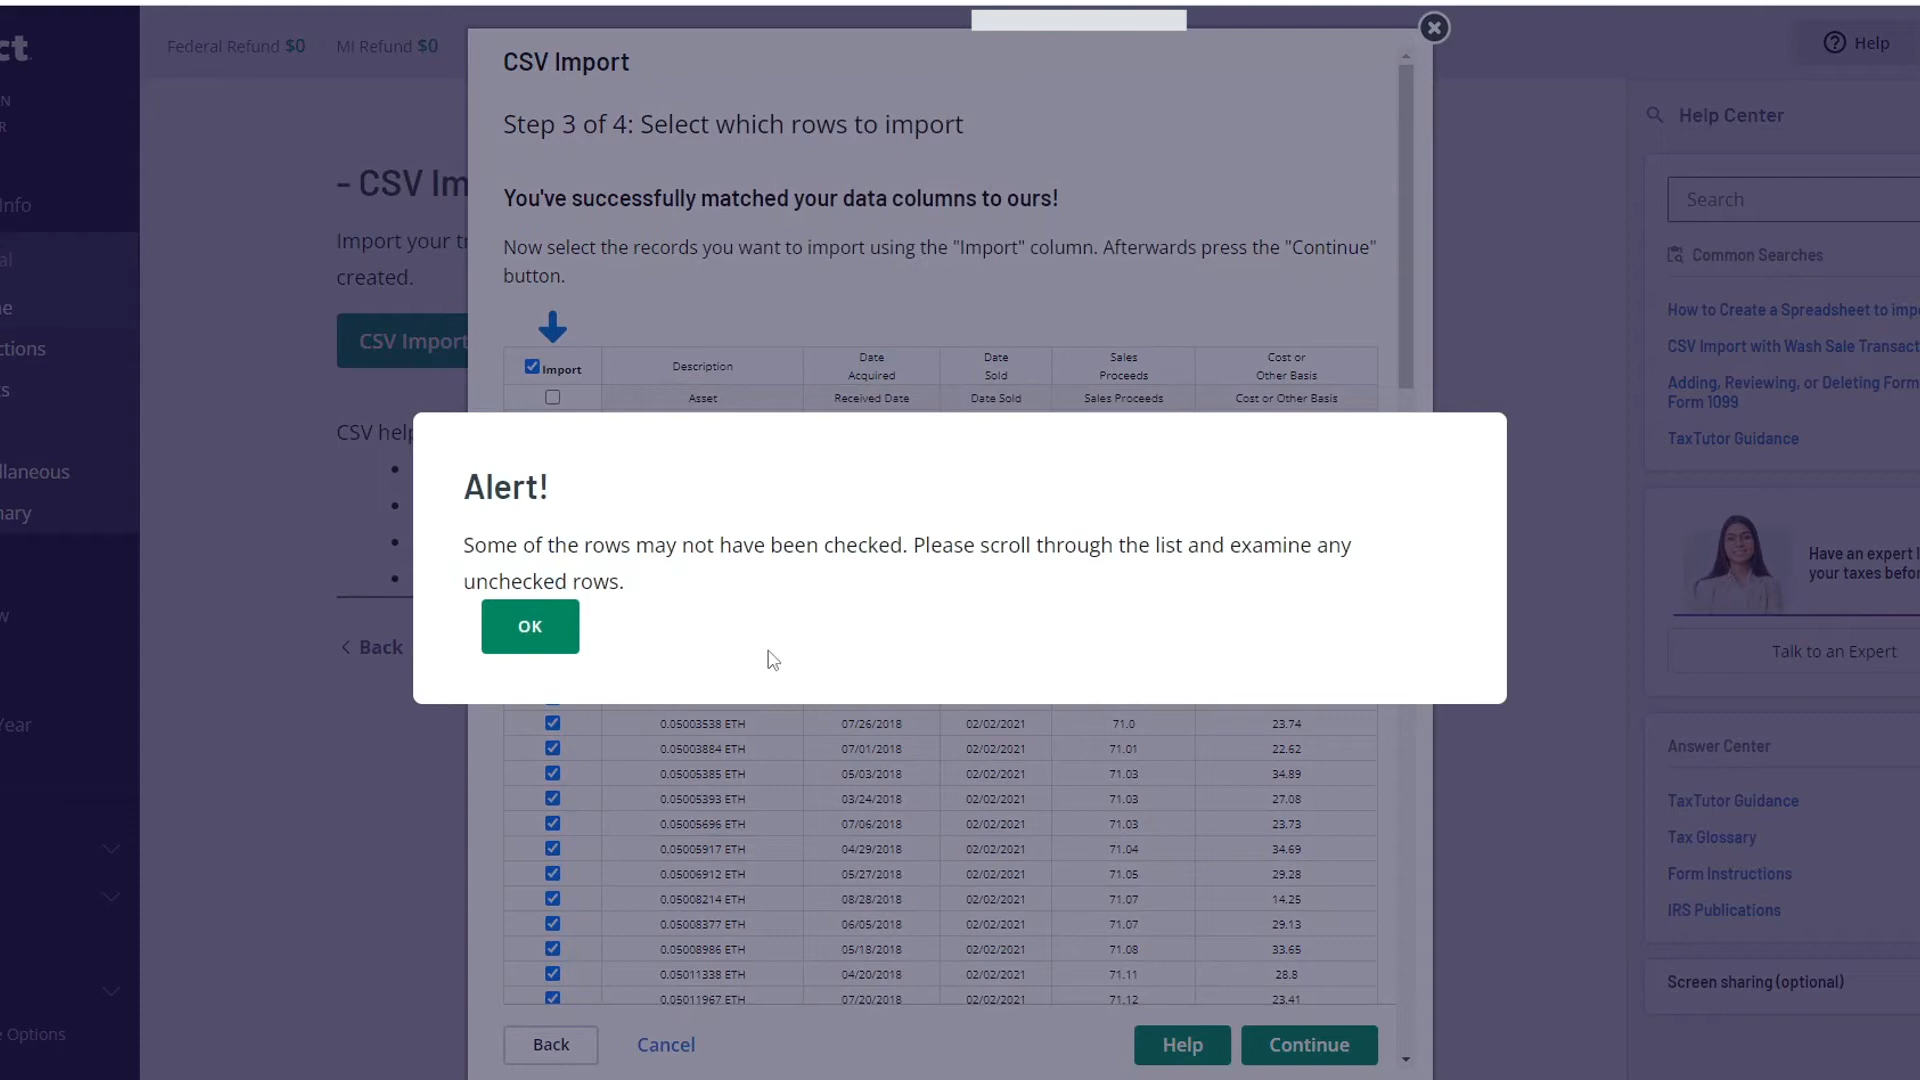 ct.
Federal Refund $0
MI Refund $0
Help
N
R
Info
al
ne
ctions
s
llaneous
mary
w
Year
e Options
- CSV Im
Import your tr
created.
CSV Import
CSV help
Back
CSV Import
Step 3 of 4: Select which rows to import
You've successfully matched your data columns to ours!
Now select the records you want to import using the "Import" column. Afterwards press the "Continue"
button.
Import Description Date Acquired Date Sold Sales Proceeds Cost or Other Basis
Asset Received Date Date Sold Sales Proceeds Cost or Other Basis
Alert!
Some of the rows may not have been checked. Please scroll through the list and examine any
unchecked rows.
OK
0.05003538 ETH 07/26/2018 02/02/2021 71.0 23.74
0.05003884 ETH 07/01/2018 02/02/2021 71.01 22.62
0.05005385 ETH 05/03/2018 02/02/2021 71.03 34.89
0.05005393 ETH 03/24/2018 02/02/2021 71.03 27.08
0.05005696 ETH 07/06/2018 02/02/2021 71.03 23.73
0.05005917 ETH 04/29/2018 02/02/2021 71.04 34.69
0.05006912 ETH 05/27/2018 02/02/2021 71.05 29.28
0.05008214 ETH 08/28/2018 02/02/2021 71.07 14.25
0.05008377 ETH 06/05/2018 02/02/2021 71.07 29.13
0.05008986 ETH 05/18/2018 02/02/2021 71.08 33.65
0.05011338 ETH 04/20/2018 02/02/2021 71.11 28.8
0.05011967 ETH 07/20/2018 02/02/2021 71.12 23.41
Back
Cancel
Help
Continue
Help Center
Search
Common Searches
How to Create a Spreadsheet to impo
CSV Import with Wash Sale Transact
Adding, Reviewing, or Deleting Form
Form 1099
TaxTutor Guidance
Have an expert l
your taxes befor
Talk to an Expert
Answer Center
TaxTutor Guidance
Tax Glossary
Form Instructions
IRS Publications
Screen sharing (optional)